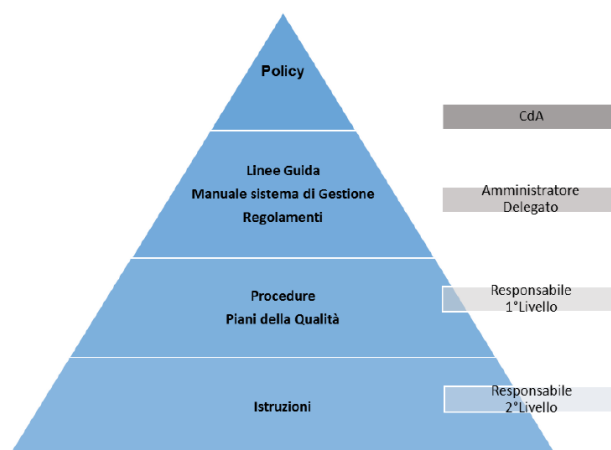 Policy
CdA
Linee Guida
Manuale sistema di Gestione
Regolamenti
Amministratore
Delegato
Procedure
Piani della Qualità
Responsabile
1°Livello
Istruzioni
Responsabile
2°Livello